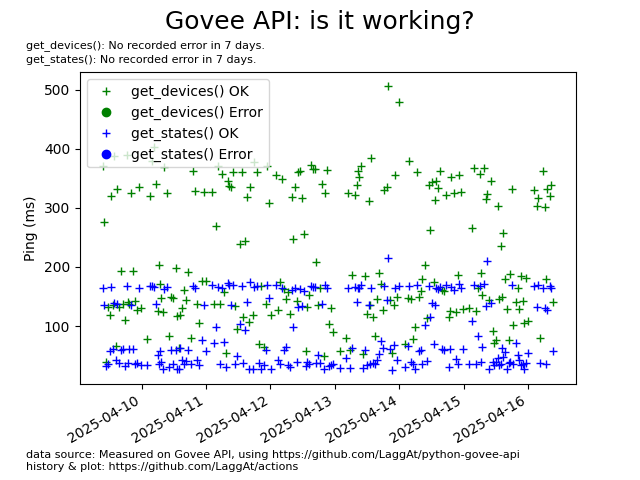 Govee API: is it working?
get_devices(): No recorded error in 7 days.
get_states(): No recorded error in 7 days.
get_devices() OK
get_devices() Error
get_states() OK
get_states() Error
Ping (ms)
500
400
300
200
100
2025-04-10
2025-04-11
2025-04-12
2025-04-13
2025-04-14
2025-04-15
2025-04-16
data source: Measured on Govee API, using https://github.com/LaggAt/python-govee-api
history & plot: https://github.com/LaggAt/actions